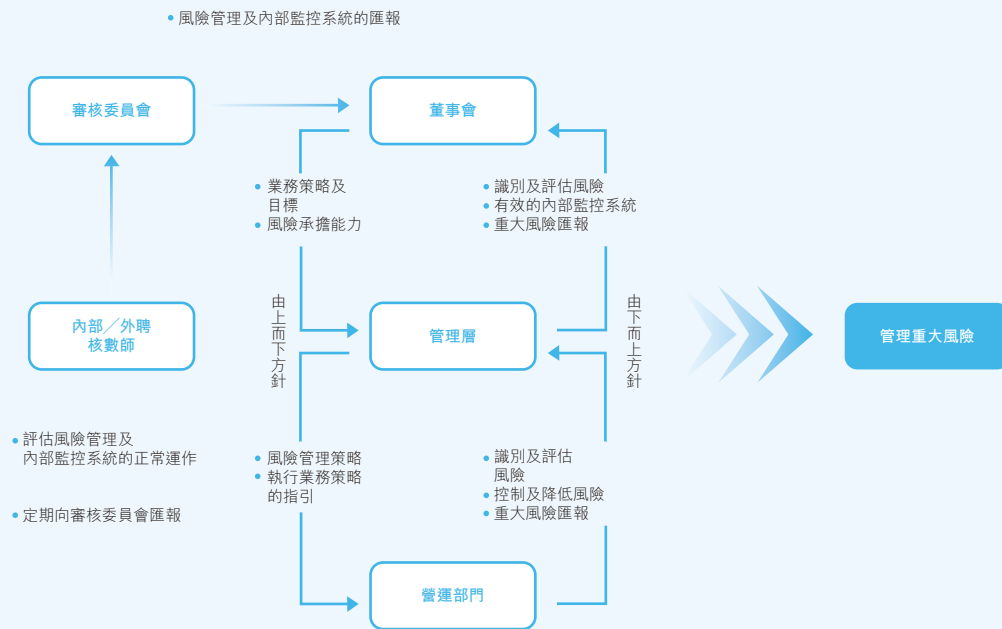 • 風險管理及內部監控系統的匯報
審核委員會
董事會
• 業務策略及
目標
• 風險承擔能力
• 識別及評估風險
• 有效的內部監控系統
• 重大風險匯報
內部／外聘
核數師
由上而下方針
管理層
由下而上方針
管理重大風險
• 評估風險管理及
內部監控系統的正常運作
• 定期向審核委員會匯報
• 風險管理策略
• 執行業務策略
的指引
• 識別及評估
風險
• 控制及降低風險
• 重大風險匯報
營運部門